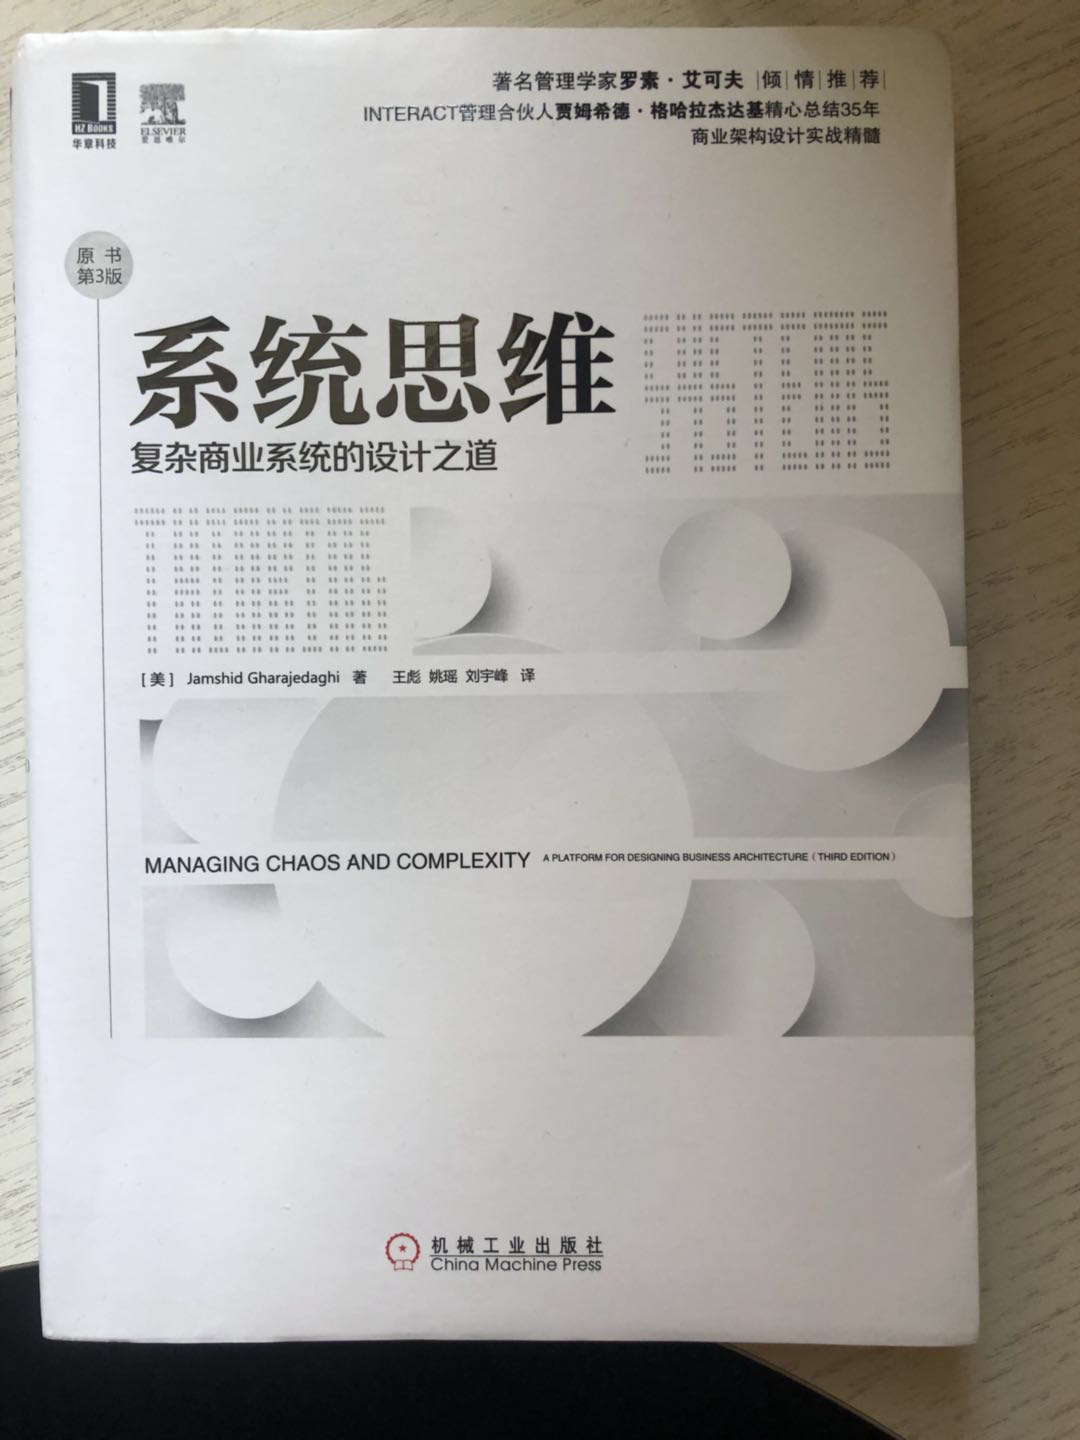 HZ BOOKS
华章科技
ELSEVIER
爱思唯尔
著名管理学家罗素·艾可夫 |倾|情|推|荐|
INTERACT管理合伙人贾姆希德·格哈拉杰达基精心总结35年
商业架构设计实战精髓
原书
第3版
系统思维
复杂商业系统的设计之道
[美] Jamshid Gharajedaghi 著 王彪 姚瑶 刘宇峰 译
MANAGING CHAOS AND COMPLEXITY A PLATFORM FOR DESIGNING BUSINESS ARCHITECTURE (THIRD EDITION)
机械工业出版社
China Machine Press